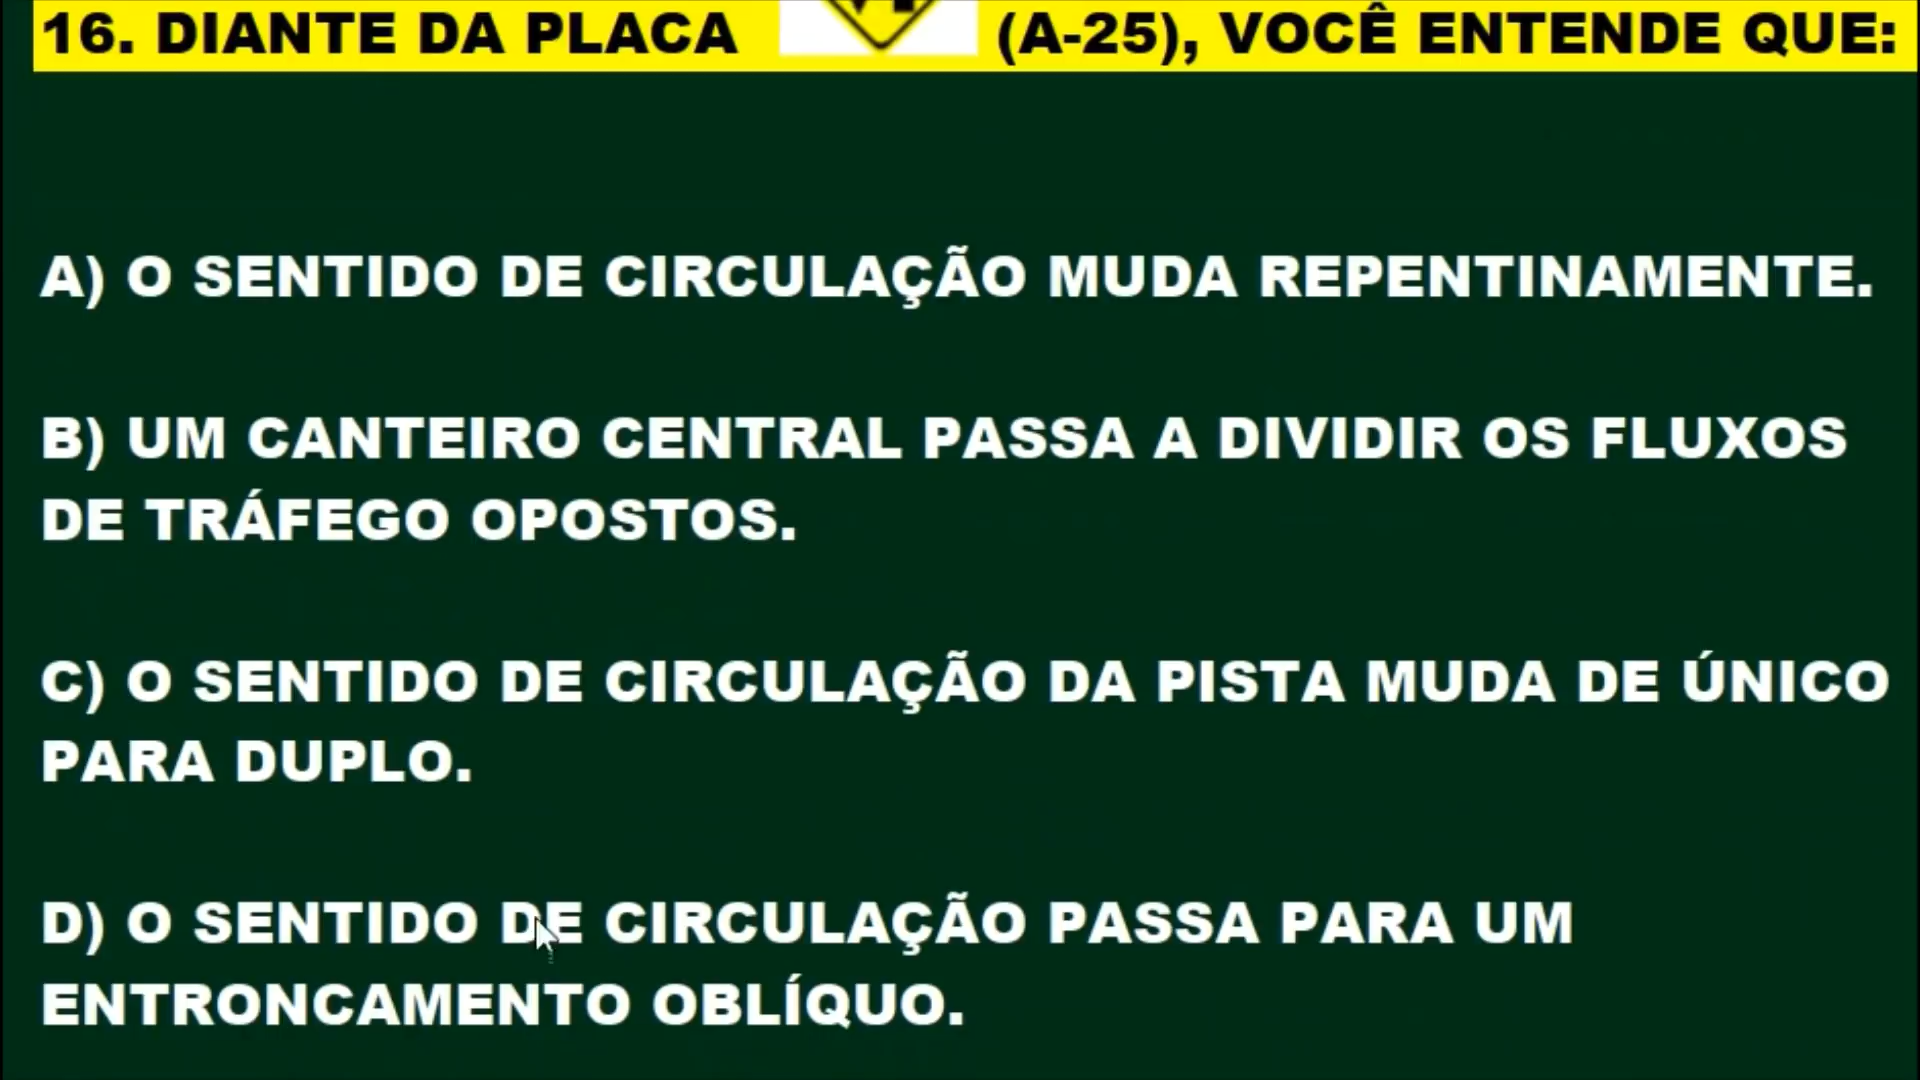 16. DIANTE DA PLACA (A-25), VOCÊ ENTENDE QUE:
A) O SENTIDO DE CIRCULAÇÃO MUDA REPENTINAMENTE.
B) UM CANTEIRO CENTRAL PASSA A DIVIDIR OS FLUXOS
DE TRÁFEGO OPOSTOS.
C) O SENTIDO DE CIRCULAÇÃO DA PISTA MUDA DE ÚNICO
PARA DUPLO.
D) O SENTIDO DE CIRCULAÇÃO PASSA PARA UM
ENTRONCAMENTO OBLÍQUO.